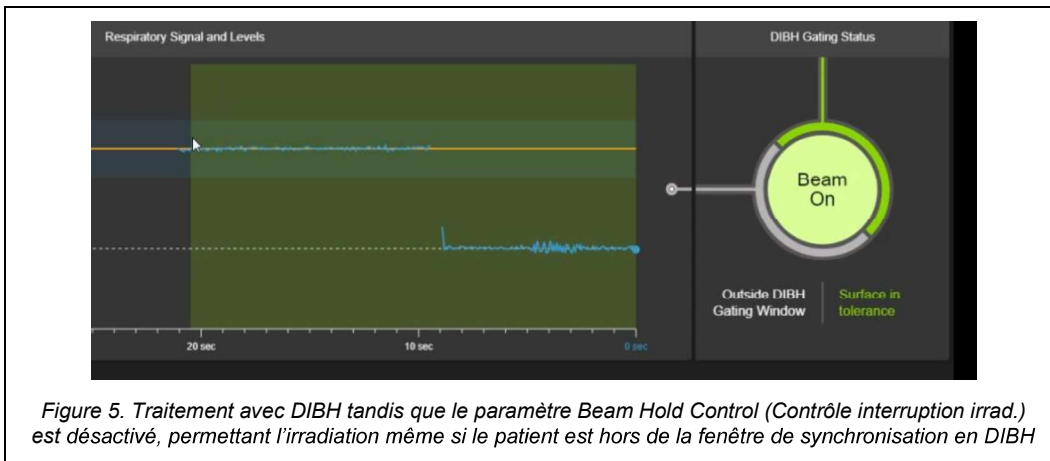 Respiratory Signal and Levels
DIBH Gating Status
Beam
On
Outside DIBH
Gating Window
Surface in
tolerance
20 sec
10 sec
0 sec
Figure 5. Traitement avec DIBH tandis que le paramètre Beam Hold Control (Contrôle interruption irrad.)
est désactivé, permettant l'irradiation même si le patient est hors de la fenêtre de synchronisation en DIBH